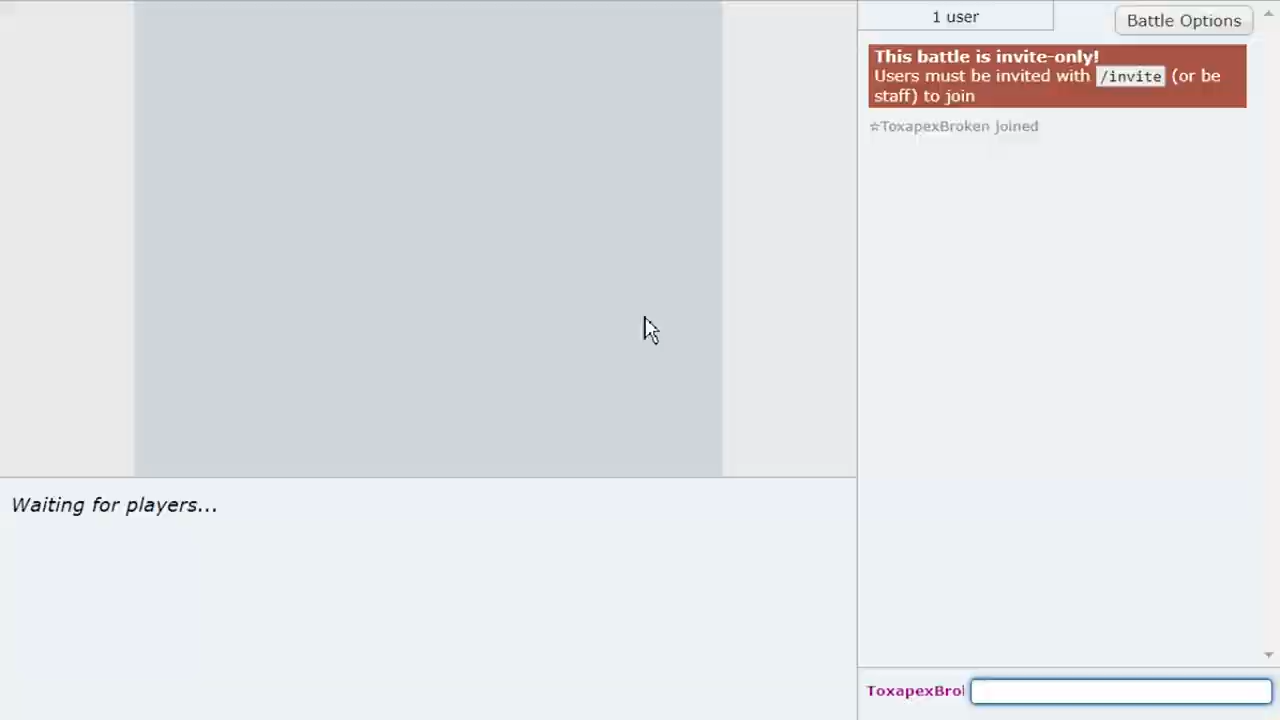 1 user
Battle Options
This battle is invite-only!
Users must be invited with /invite (or be
staff) to join
☆ToxapexBroken joined
Waiting for players...
ToxapexBrol